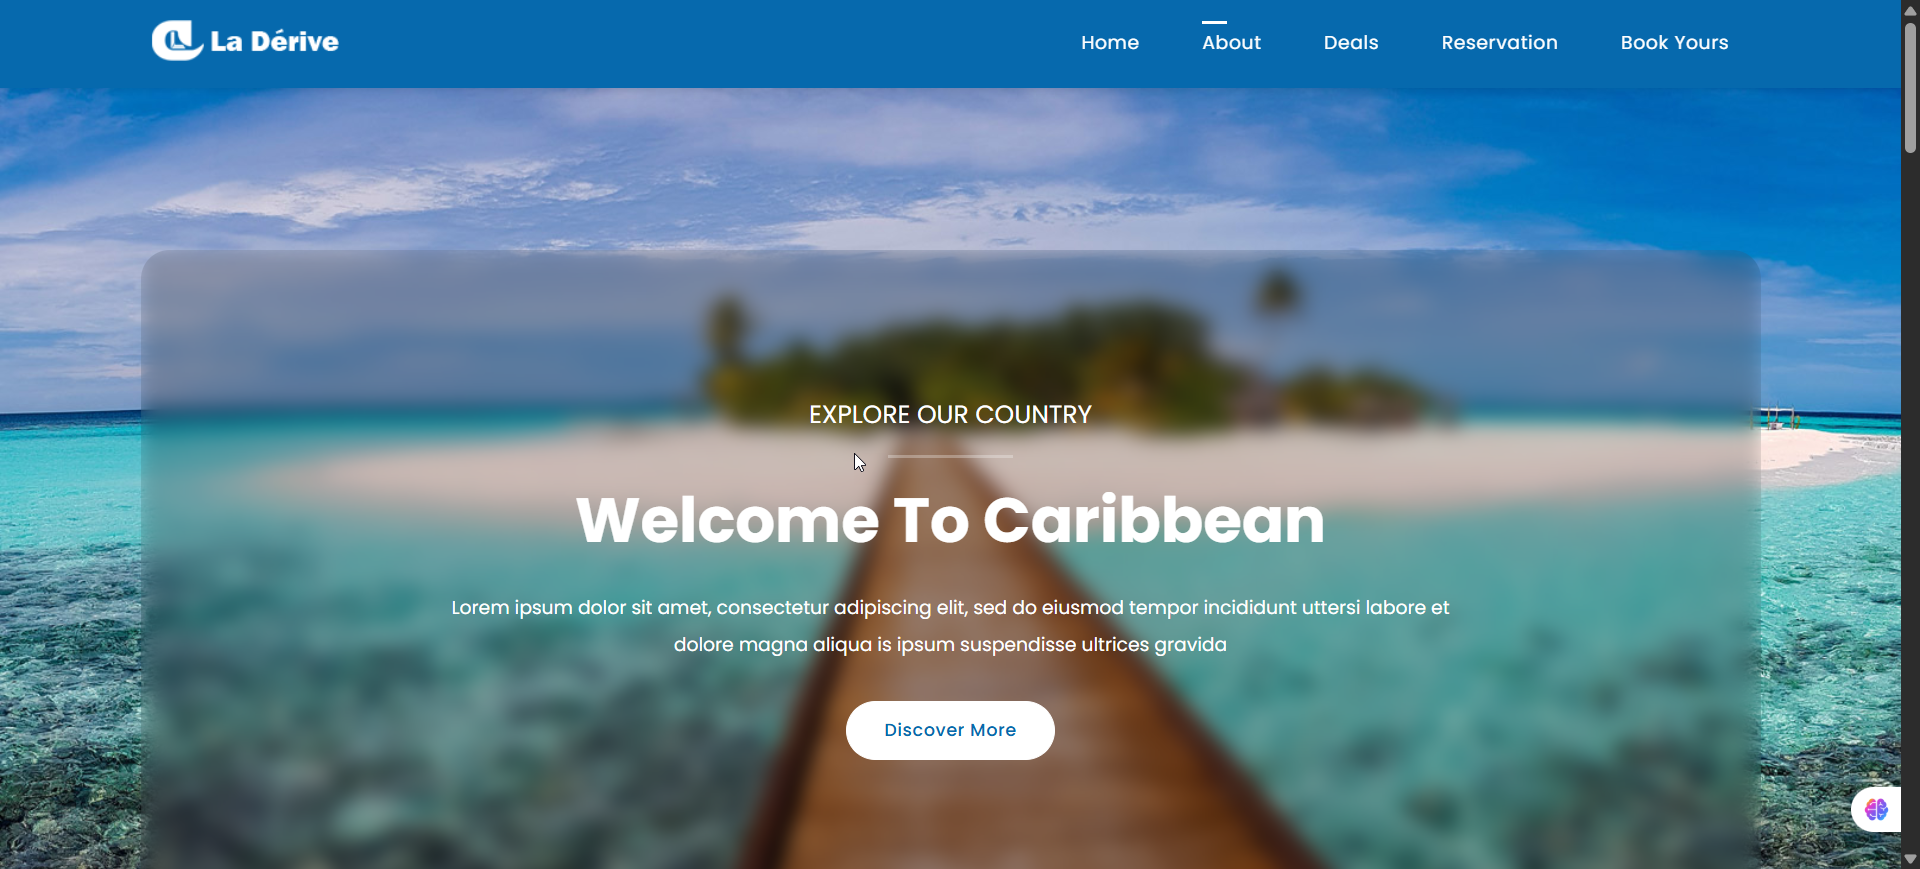 La Dérive
Home About Deals Reservation Book Yours
EXPLORE OUR COUNTRY
Welcome To Caribbean
Lorem ipsum dolor sit amet, consectetur adipiscing elit, sed do eiusmod tempor incididunt uttersi labore et
dolore magna aliqua is ipsum suspendisse ultrices gravida
Discover More